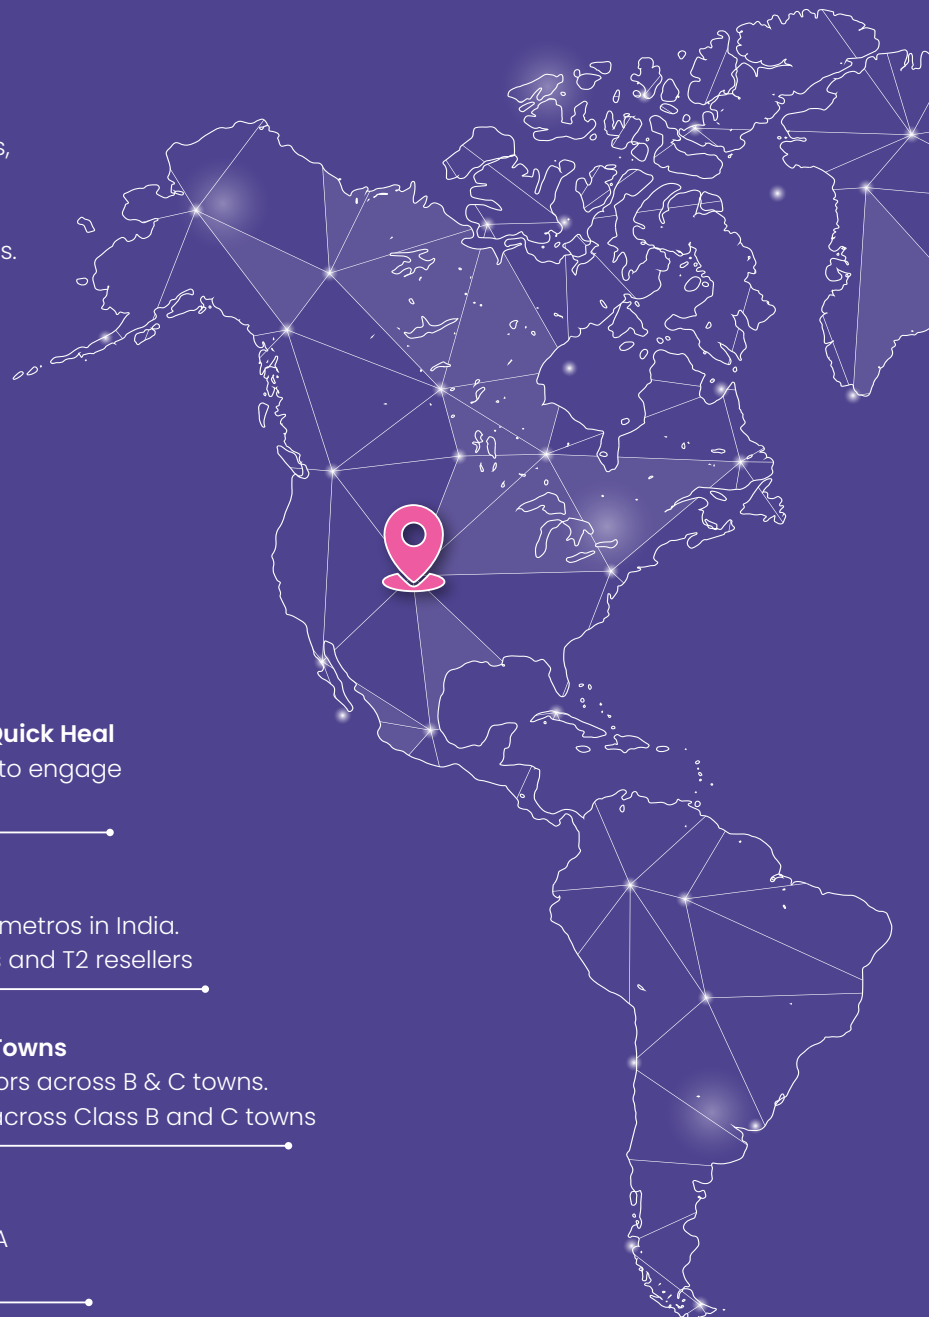 s,
s.
Quick Heal
to engage
metros in India.
s and T2 resellers
Towns
ors across B & C towns.
across Class B and C towns
A